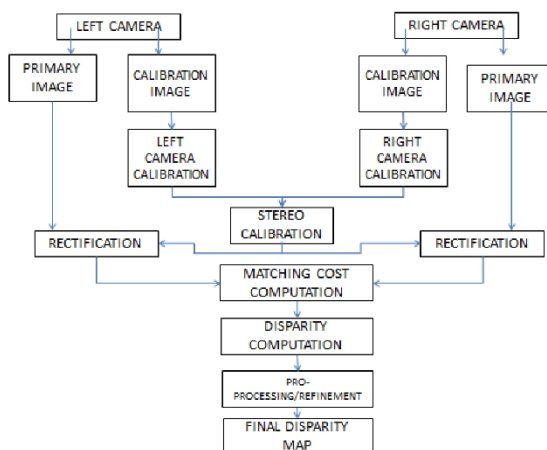 LEFT CAMERA
RIGHT CAMERA
PRIMARY
IMAGE
CALIBRATION
IMAGE
CALIBRATION
IMAGE
PRIMARY
IMAGE
LEFT
CAMERA
CALIBRATION
RIGHT
CAMERA
CALIBRATION
STEREO
CALIBRATION
RECTIFICATION
RECTIFICATION
MATCHING COST
COMPUTATION
DISPARITY
COMPUTATION
PRO-
PROCESSING/REFINEMENT
FINAL DISPARITY
MAP